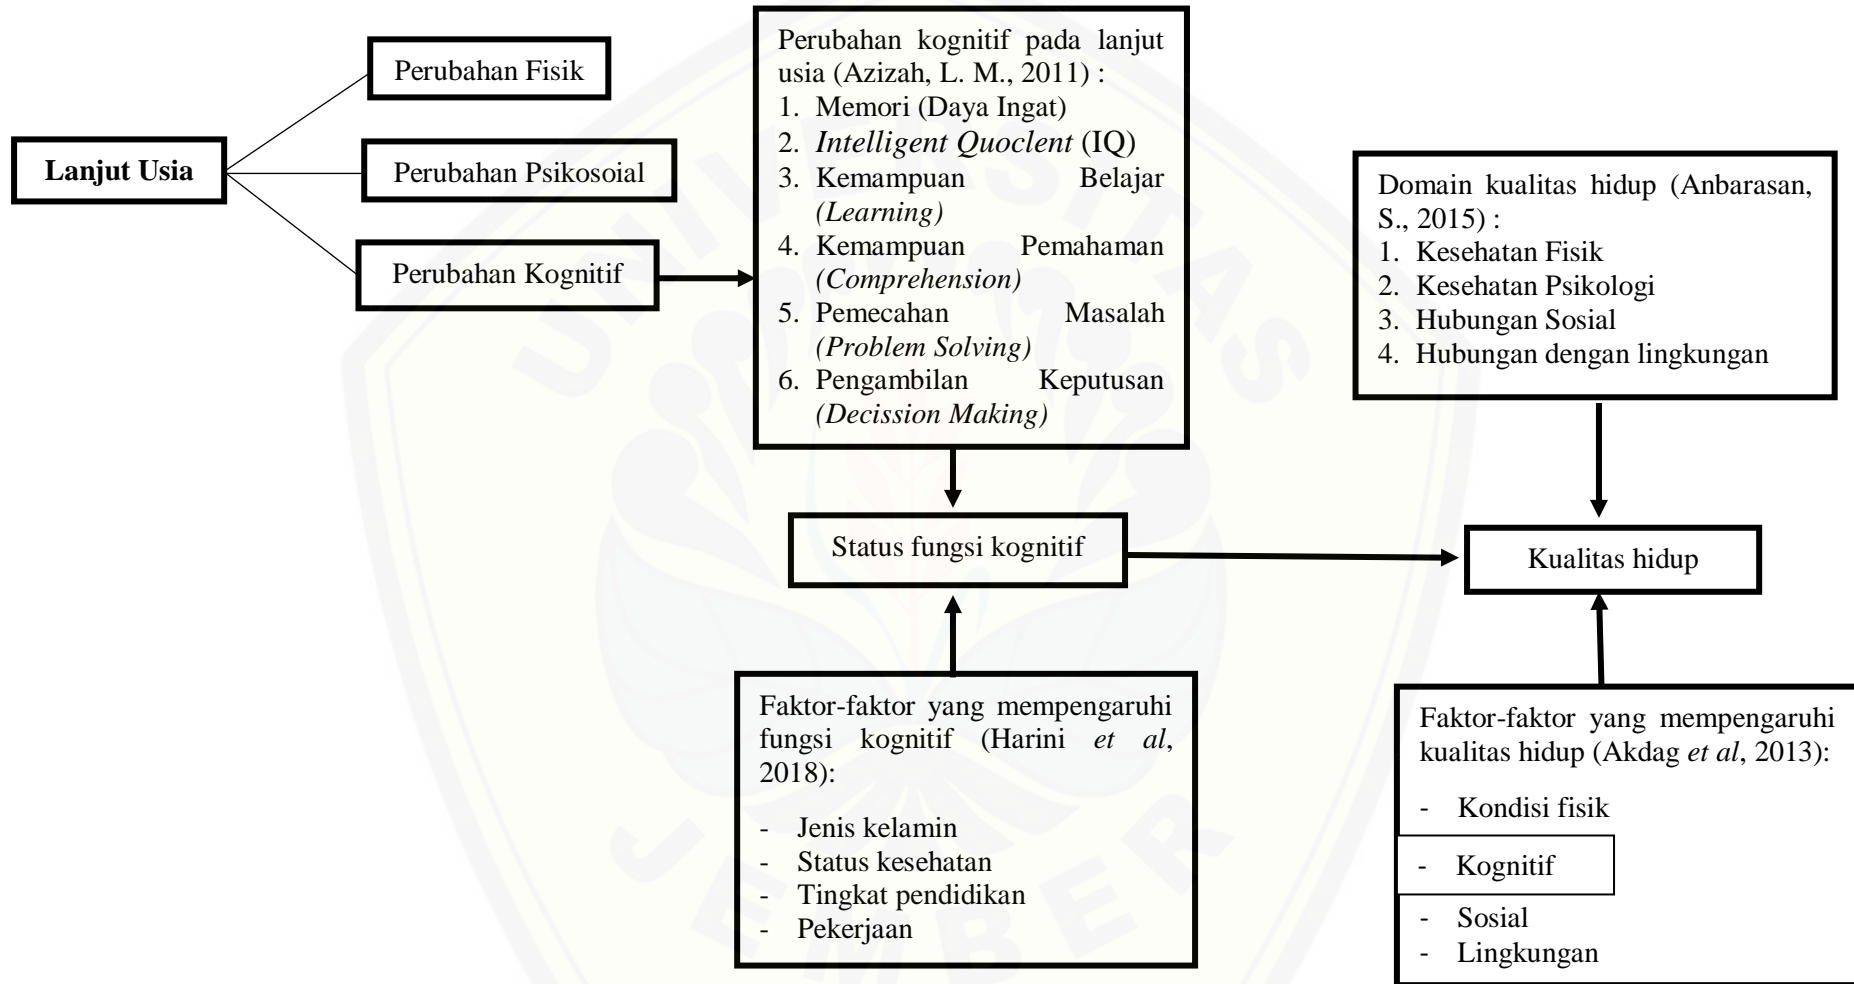 Perubahan Fisik
Lanjut Usia
Perubahan Psikosoial
Perubahan Kognitif
Perubahan kognitif pada lanjut
usia (Azizah, L. M., 2011) :
1. Memori (Daya Ingat)
2. Intelligent Quoclent (IQ)
3. Kemampuan Belajar
(Learning)
4. Kemampuan Pemahaman
(Comprehension)
5. Pemecahan Masalah
(Problem Solving)
6. Pengambilan Keputusan
(Decission Making)
Domain kualitas hidup (Anbarasan,
S., 2015) :
1. Kesehatan Fisik
2. Kesehatan Psikologi
3. Hubungan Sosial
4. Hubungan dengan lingkungan
Status fungsi kognitif
Kualitas hidup
Faktor-faktor yang mempengaruhi
fungsi kognitif (Harini et al,
2018):
- Jenis kelamin
- Status kesehatan
- Tingkat pendidikan
- Pekerjaan
Faktor-faktor yang mempengaruhi
kualitas hidup (Akdag et al, 2013):
- Kondisi fisik
- Kognitif
- Sosial
- Lingkungan
UNIVERSITAS
JEMBER